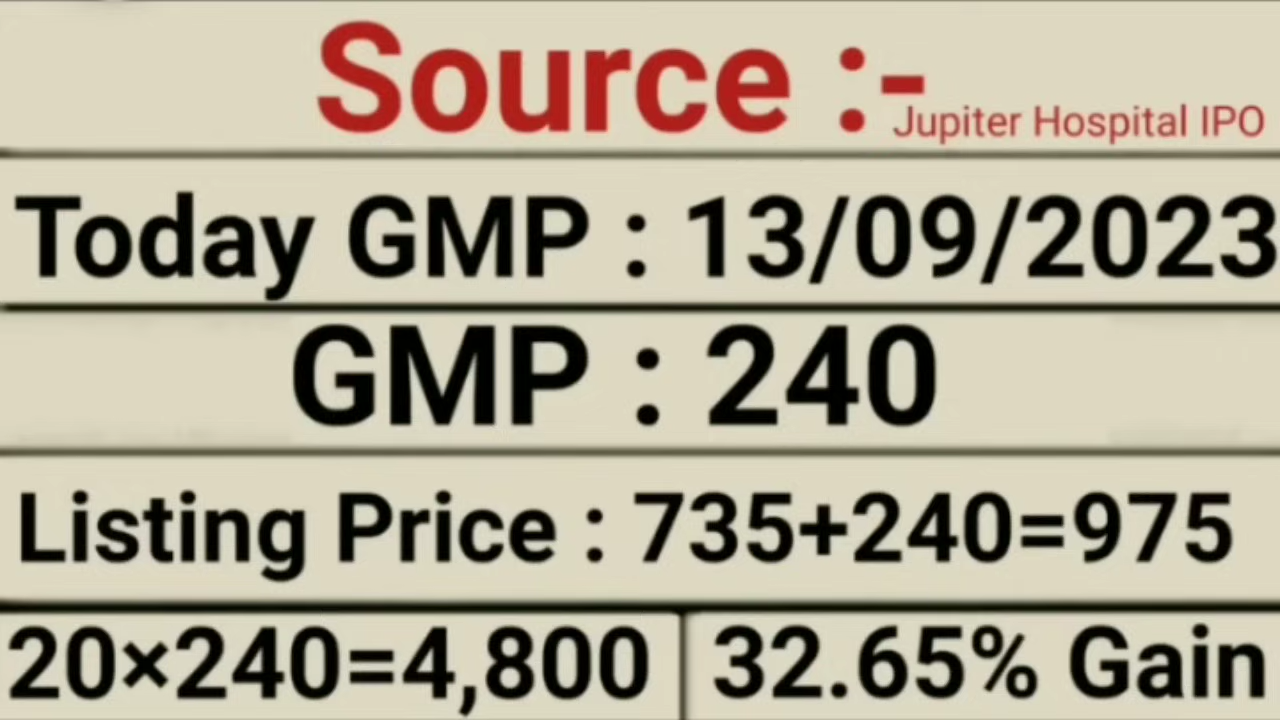 Source :-
Jupiter Hospital IPO
Today GMP : 13/09/2023
GMP : 240
Listing Price : 735+240=975
20×240=4,800
32.65% Gain